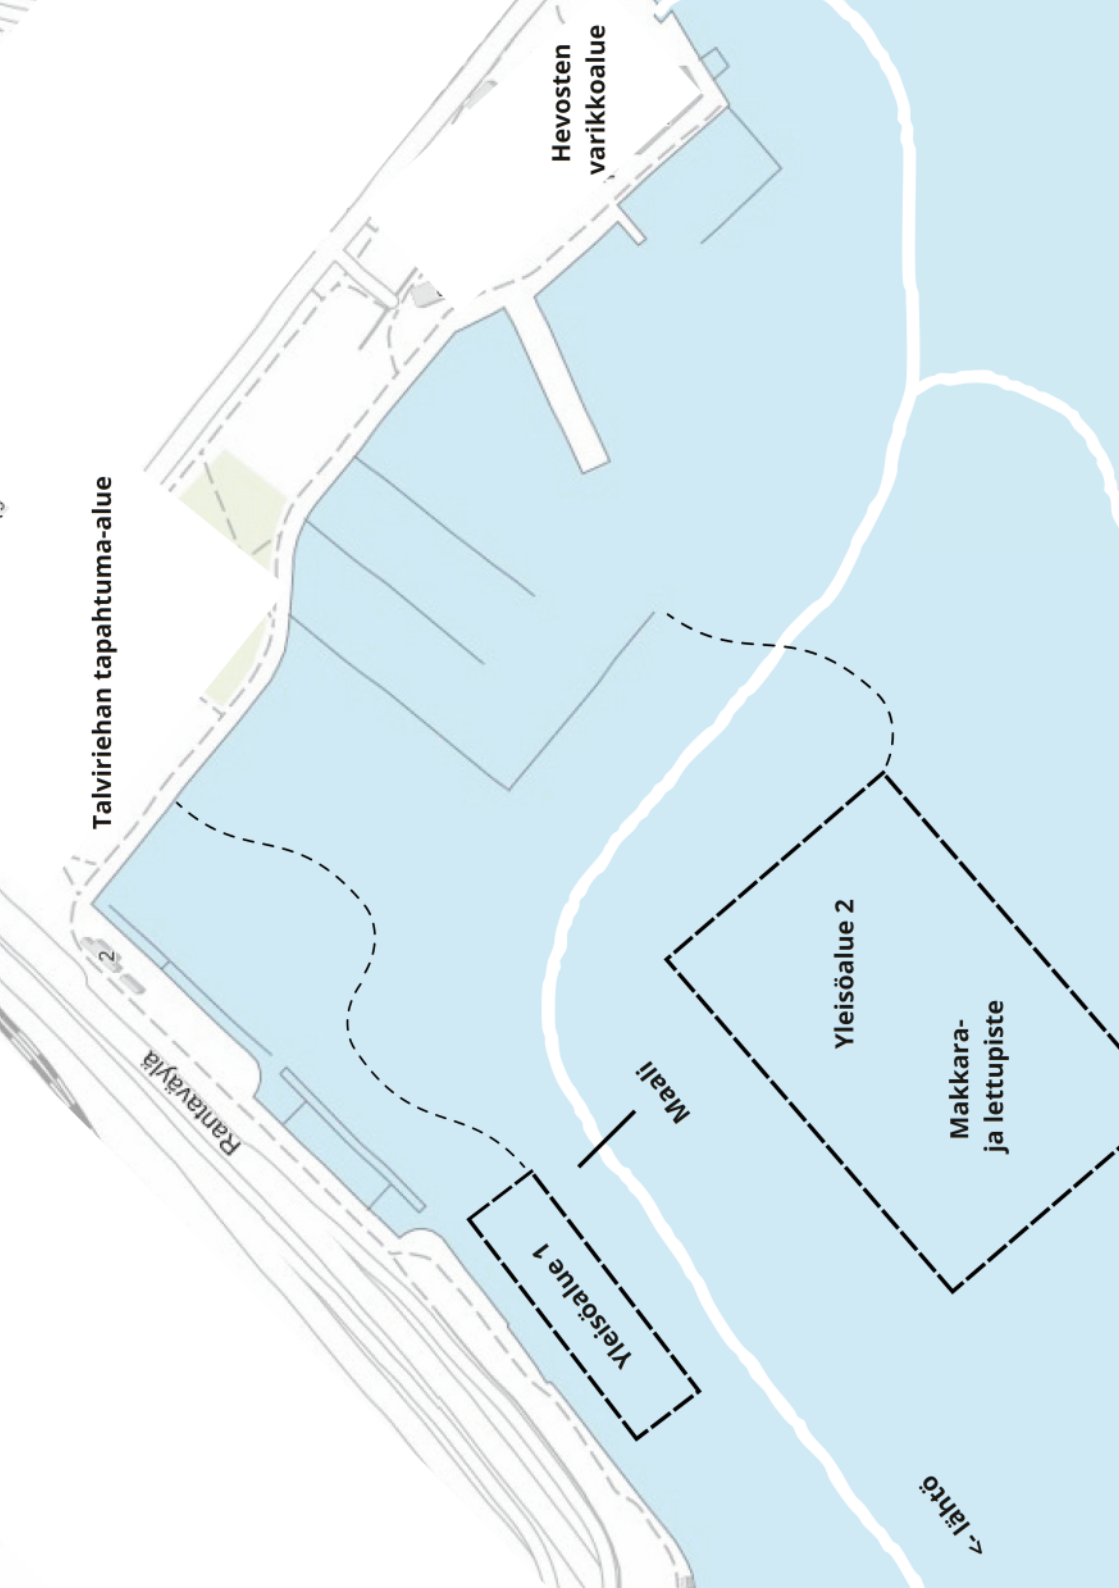 Hevosten
varikkoalue
Talviriehan tapahtuma-alue
2
Rantaväylä
Maali
Yleisöalue 1
Yleisöalue 2
Makkara-
ja lettupiste
<- lähtö